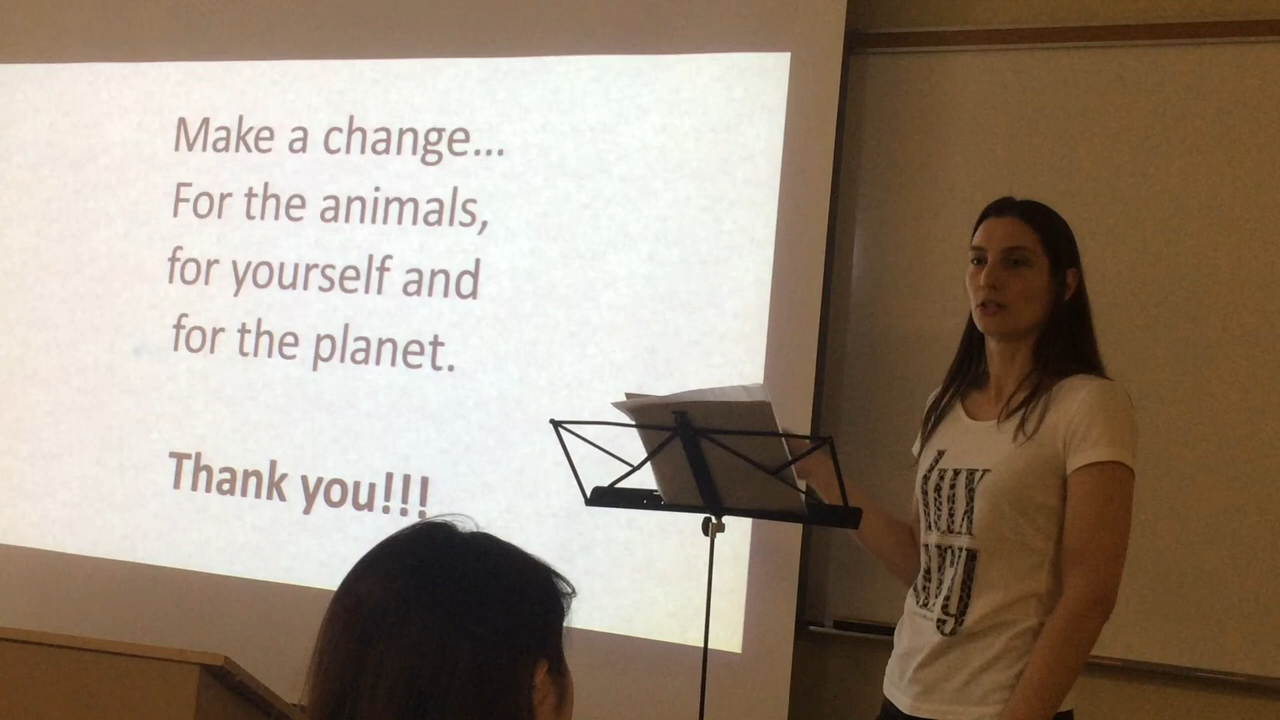 Make a change...
For the animals,
for yourself and
for the planet.
Thank you!!!